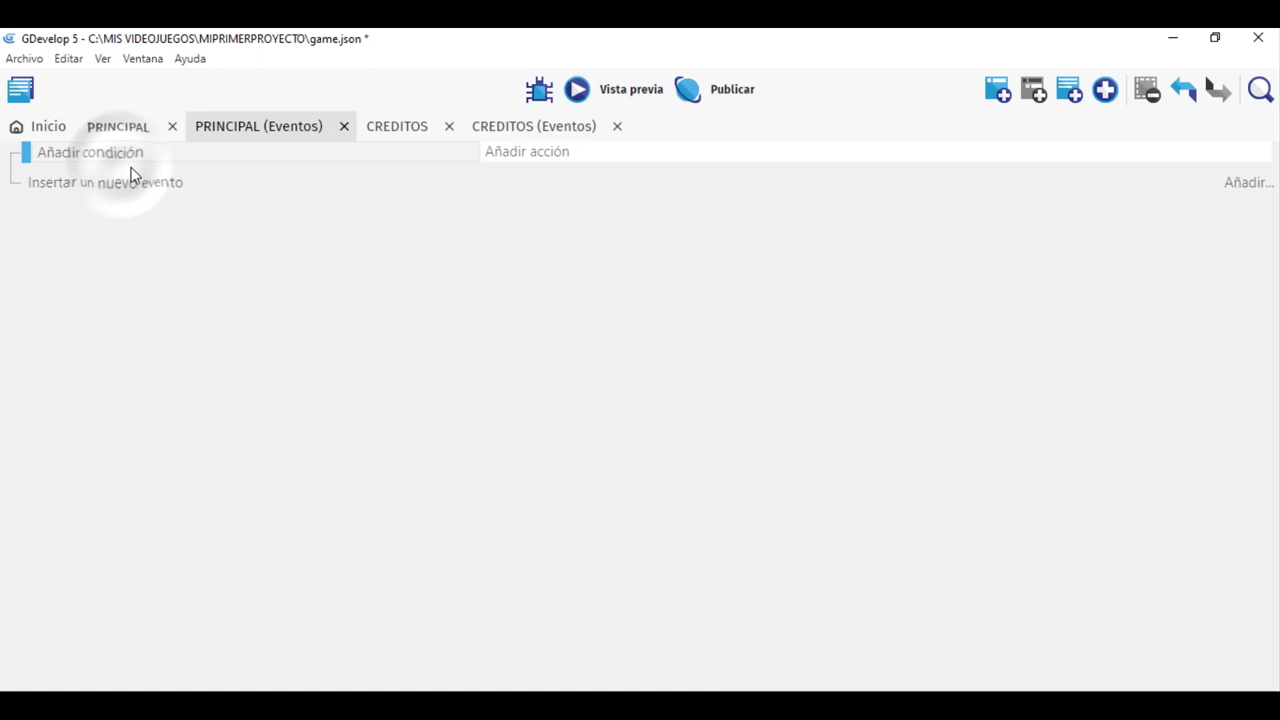 GDevelop 5 - C:\MIS VIDEOJUEGOS\MIPRIMERPROYECTO\game.json *
Archivo Editar Ver Ventana Ayuda
Vista previa Publicar
Inicio PRINCIPAL PRINCIPAL (Eventos) CREDITOS CREDITOS (Eventos)
Añadir condición Añadir acción
Insertar un nuevo evento Añadir...